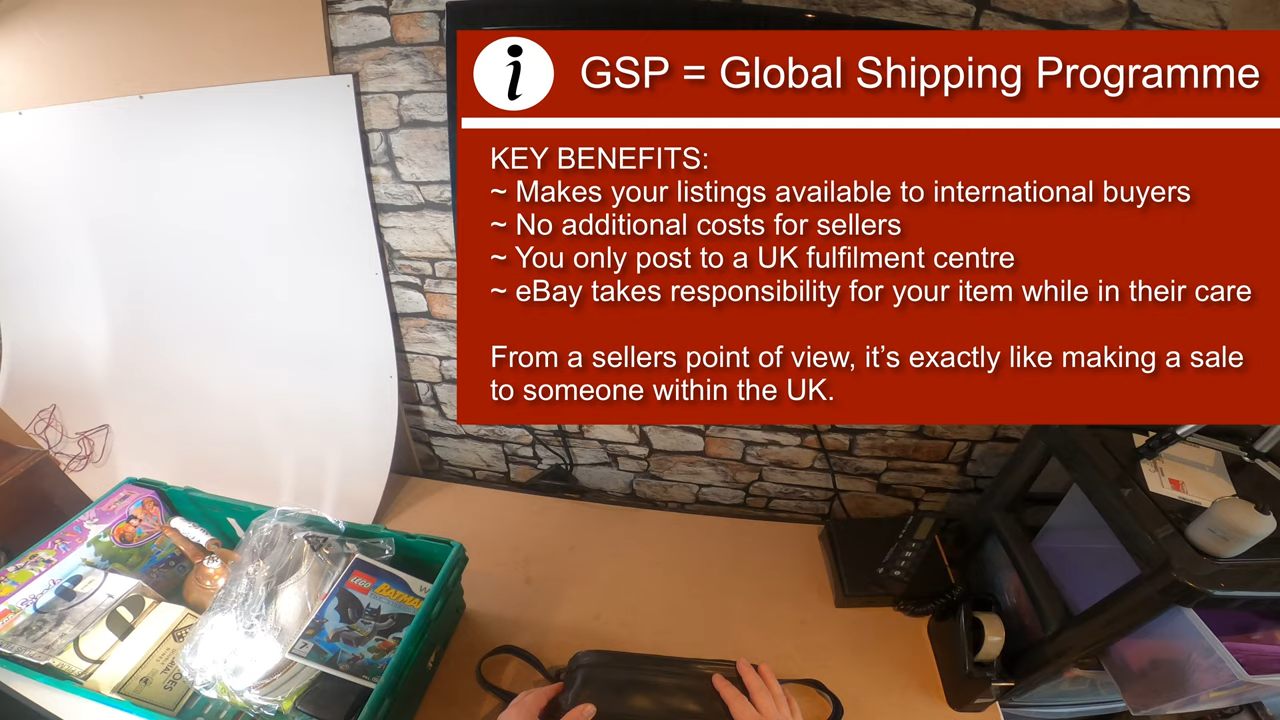 i GSP = Global Shipping Programme
KEY BENEFITS:
~ Makes your listings available to international buyers
~ No additional costs for sellers
~ You only post to a UK fulfilment centre
~ eBay takes responsibility for your item while in their care
From a sellers point of view, it's exactly like making a sale
to someone within the UK.
LEGO
BATMAN
7